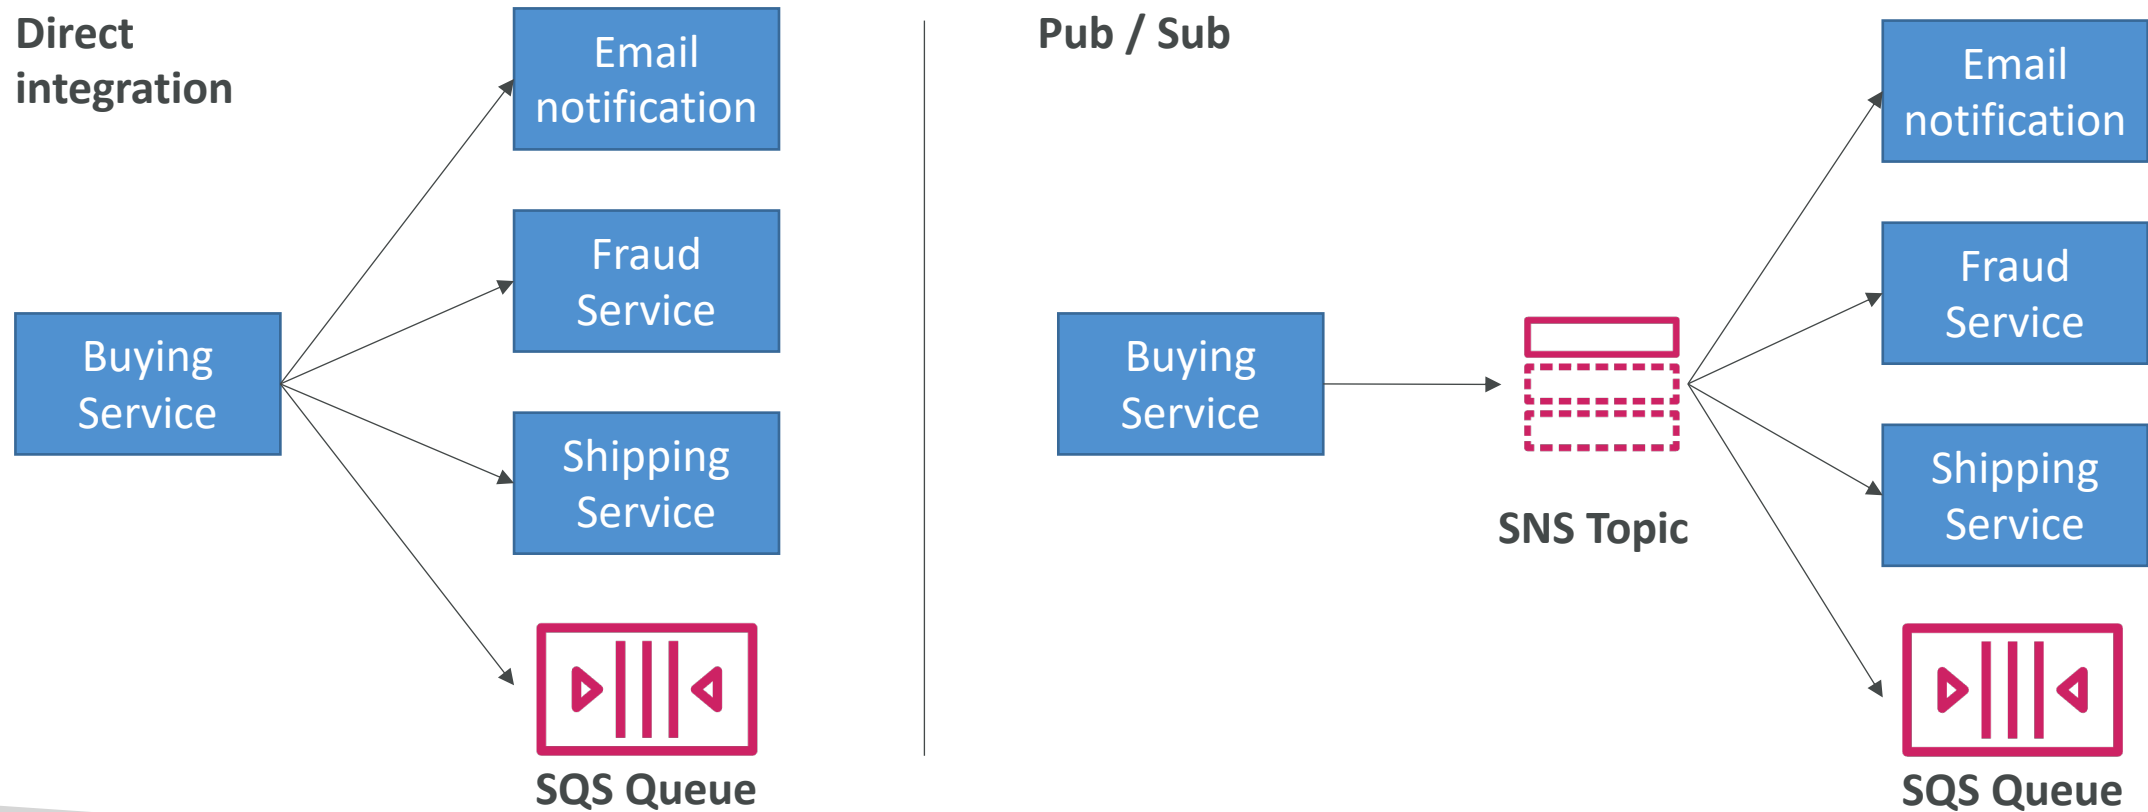 Direct
integration
Email
notification
Fraud
Service
Buying
Service
Shipping
Service
SQS Queue
Pub / Sub
Buying
Service
SNS Topic
Email
notification
Fraud
Service
Shipping
Service
SQS Queue